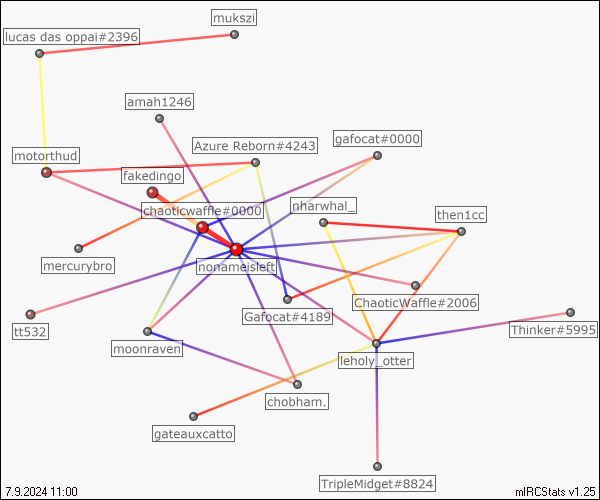 mukszi
lucas das oppai#2396
amah1246
gafocat#0000
Azure Reborn#4243
motorthud
fakedingo
nharwhal_
chaoticwaffle#0000
then1cc
mercurybro
nonameisleft
ChaoticWaffle#2006
Gafocat#4189
tt532
Thinker#5995
moonraven
leholy_otter
chobham.
gateauxcatto
TripleMidget#8824
7.9.2024 11:00
mIRCStats v1.25